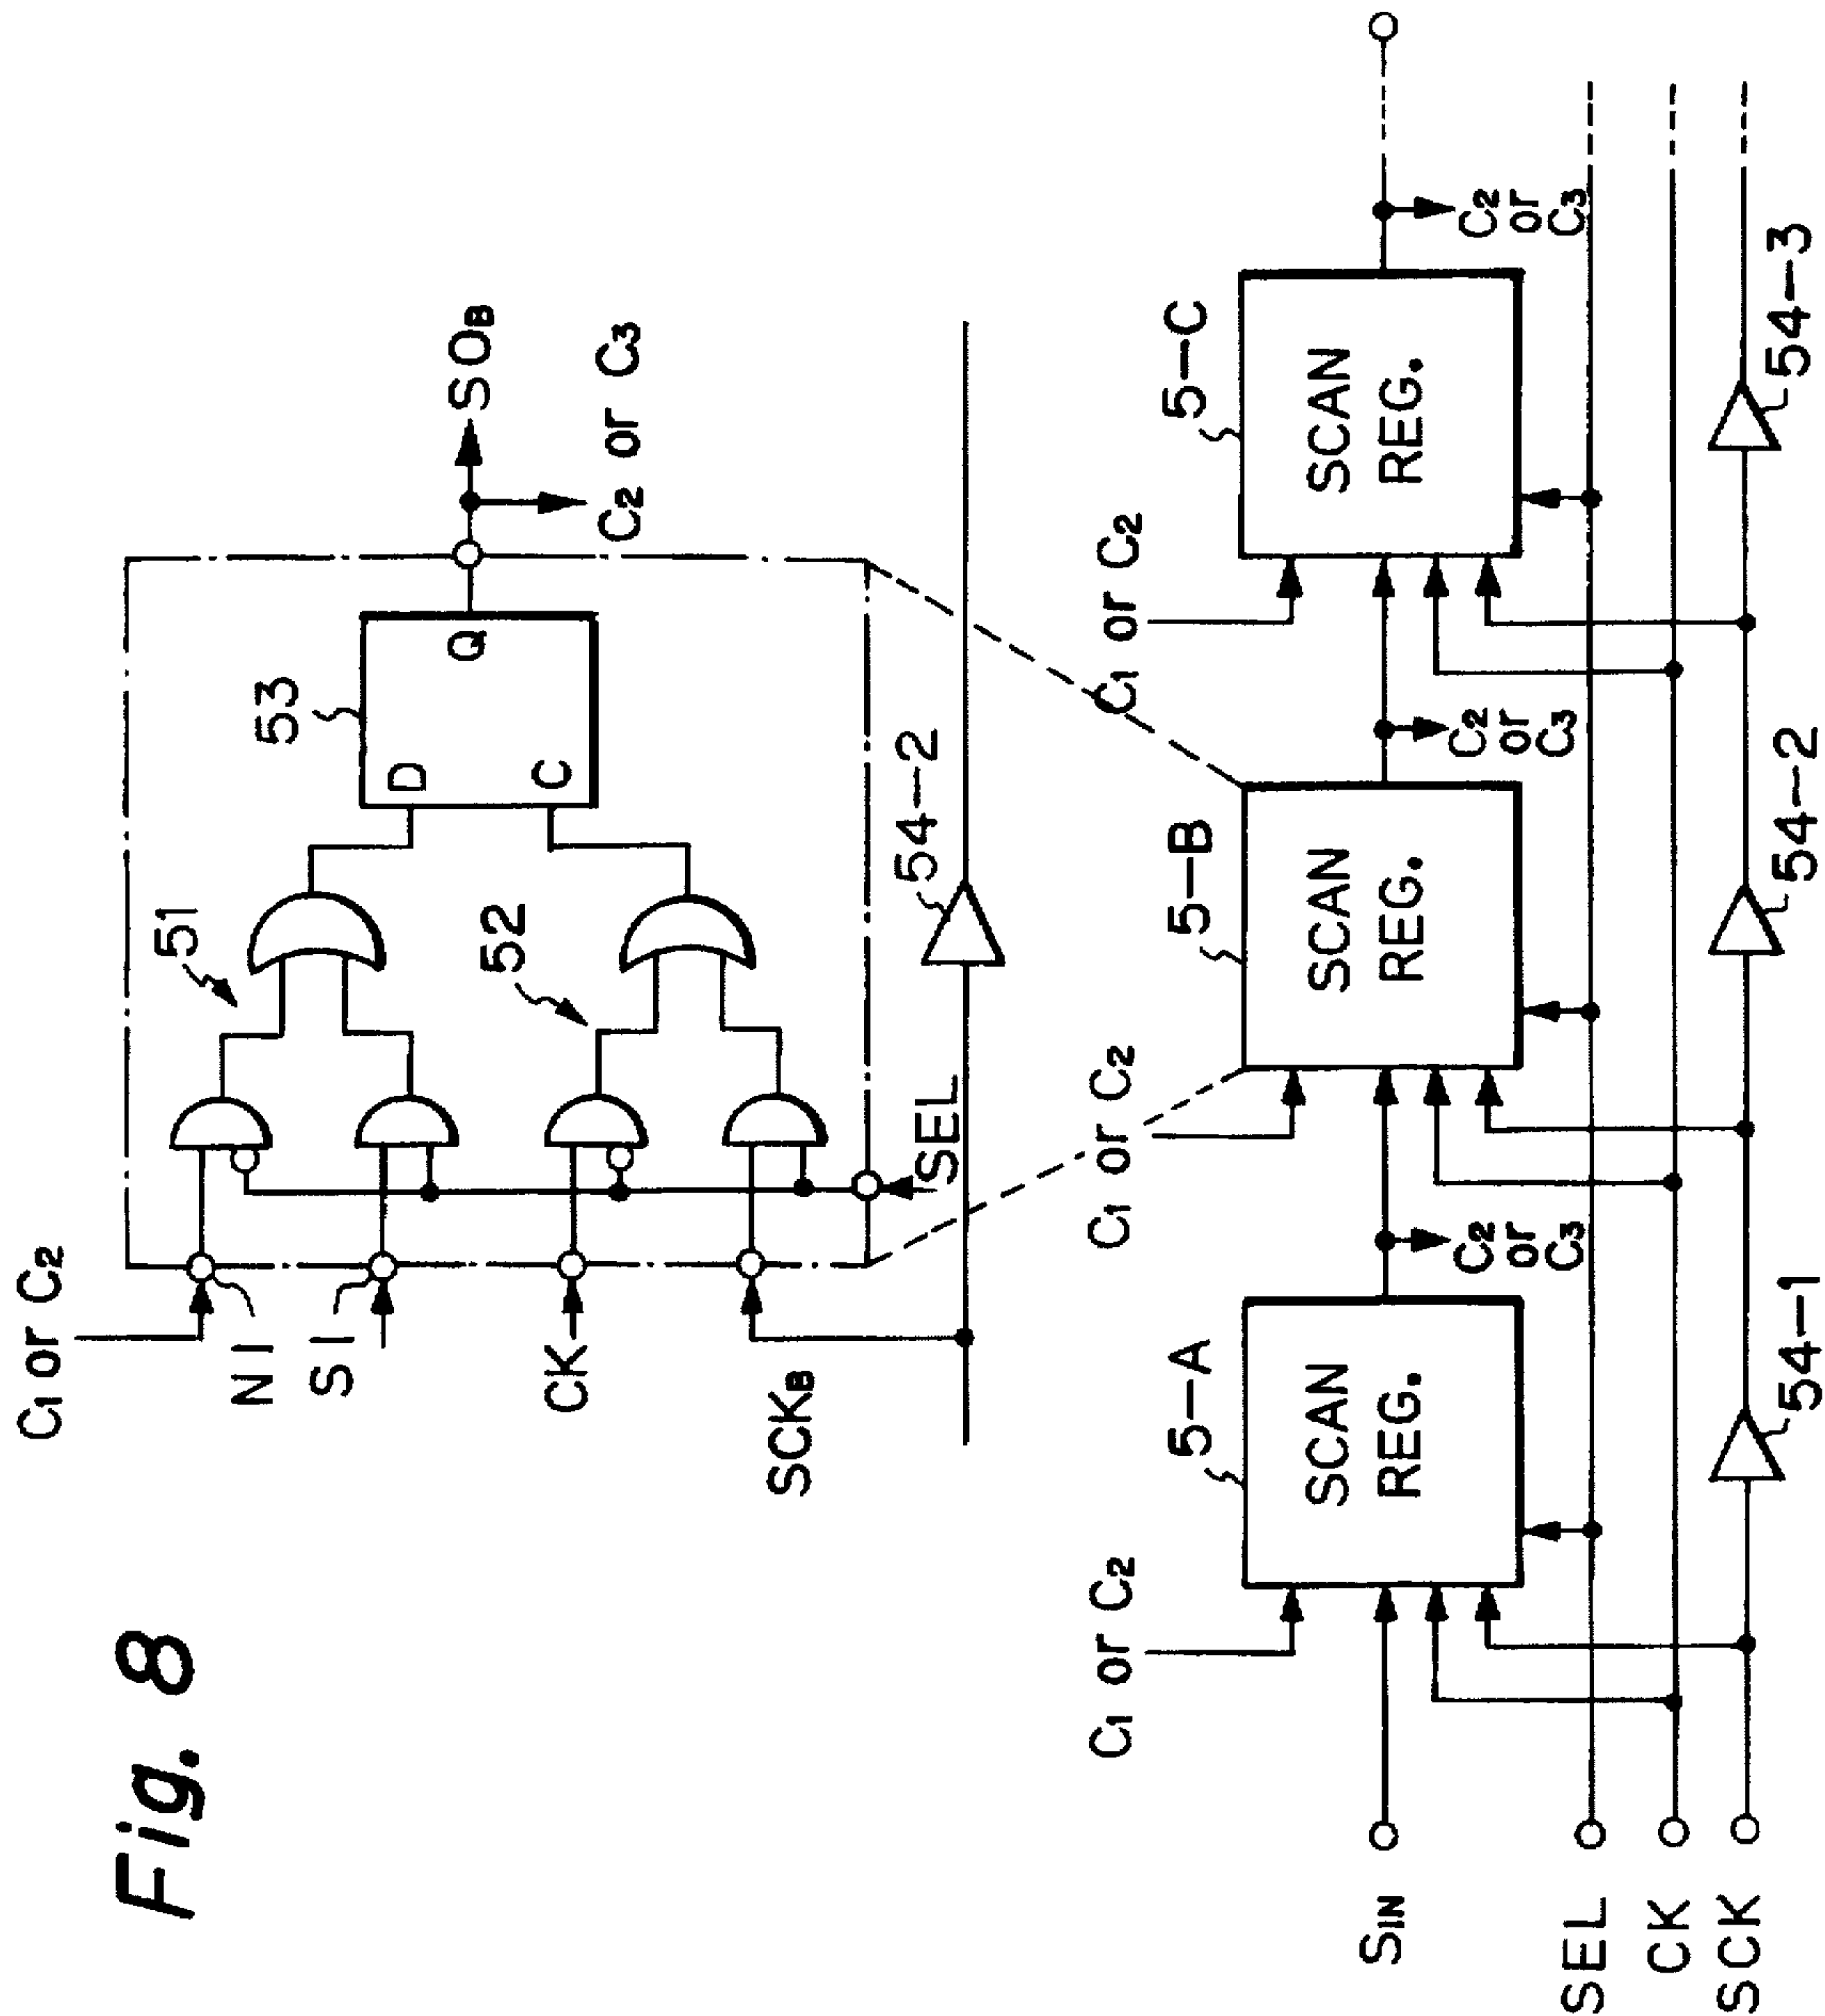 Fig. 8
C1 or C2
NI
SI
CK
SCKB
51
52
53
D
C
Q
SOB
C2 or C3
SEL
54-2
C1 or C2
5-A
SCAN
REG.
C2
or
C3
C1 or C2
5-B
SCAN
REG.
C2
or
C3
C1 or C2
5-C
SCAN
REG.
C2
or
C3
SIN
SEL
CK
SCK
54-1
54-2
54-3